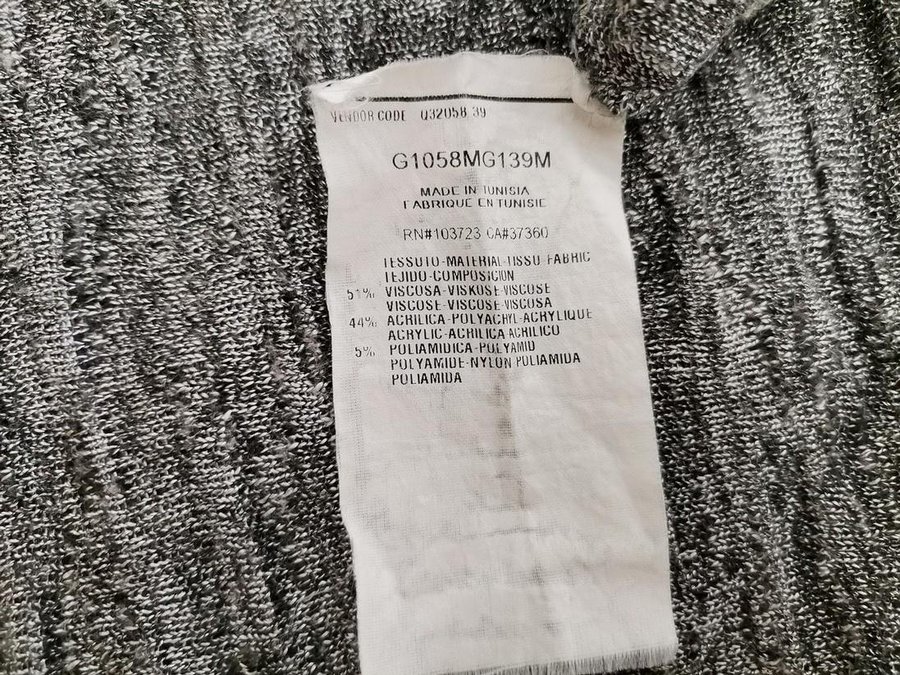 VENDOR CODE Q32058 39
G1058MG139M
MADE IN TUNISIA
FABRIQUE EN TUNISIE
RN#103723 CA#37360
TESSUTO-MATERIAL-TISSU-FABRIC
TEJIDO-COMPOSICION
51% VISCOSA-VISKOSE-VISCOSE
VISCOSE-VISCOSE-VISCOSA
44% ACRILICA-POLYACHYL-ACRYLIQUE
ACRYLIC-ACRILICA ACRILICO
5% POLIAMIDICA-POLYAMID
POLYAMIDE-NYLON POLIAMIDA
POLIAMIDA